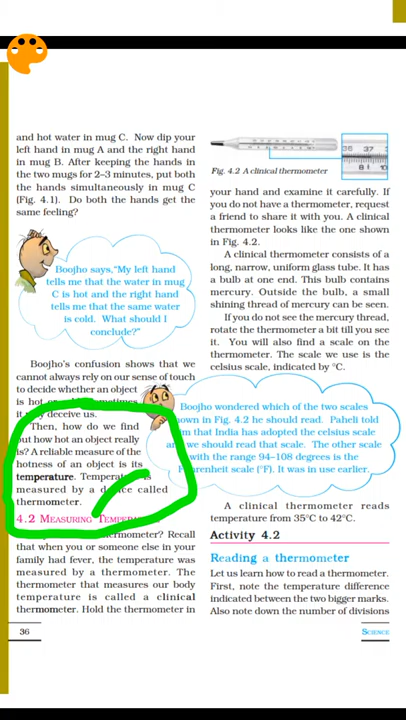 and hot water in mug C. Now dip your
left hand in mug A and the right hand
in mug B. After keeping the hands in
the two mugs for 2–3 minutes, put both
the hands simultaneously in mug C
(Fig. 4.1). Do both the hands get the
same feeling?
Boojho says,"My left hand
tells me that the water in mug
C is hot and the right hand
tells me that the same water
is cold. What should I
conclude?"
Boojho's confusion shows that we
cannot always rely on our sense of touch
to decide whether an object
is hot or cold. Sometimes
it may deceive us.
Then, how do we find
out how hot an object really
is? A reliable measure of the
hotness of an object is its
temperature. Temperature is
measured by a device called
thermometer.
4.2 MEASURING
thermometer? Recall
that when you or someone else in your
family had fever, the temperature was
measured by a thermometer. The
thermometer that measures our body
temperature is called a clinical
thermometer. Hold the thermometer in
36
35 36 37
8
Fig. 4.2 A clinical thermometer
your hand and examine it carefully. If
you do not have a thermometer, request
a friend to share it with you. A clinical
thermometer looks like the one shown
in Fig. 4.2.
A clinical thermometer consists of a
long, narrow, uniform glass tube. It has
a bulb at one end. This bulb contains
mercury. Outside the bulb, a small
shining thread of mercury can be seen.
If you do not see the mercury thread,
rotate the thermometer a bit till you see
it. You will also find a scale on the
thermometer. The scale we use is the
celsius scale, indicated by °C.
Boojho wondered which of the two scales
shown in Fig. 4.2 he should read. Paheli told
him that India has adopted the celsius scale
and we should read that scale. The other scale
with the range 94–108 degrees is the
Fahrenheit scale (°F). It was in use earlier.
A clinical thermometer reads
temperature from 35°C to 42°C.
Activity 4.2
Reading a thermometer
Let us learn how to read a thermometer.
First, note the temperature difference
indicated between the two bigger marks.
Also note down the number of divisions
SCIENCE